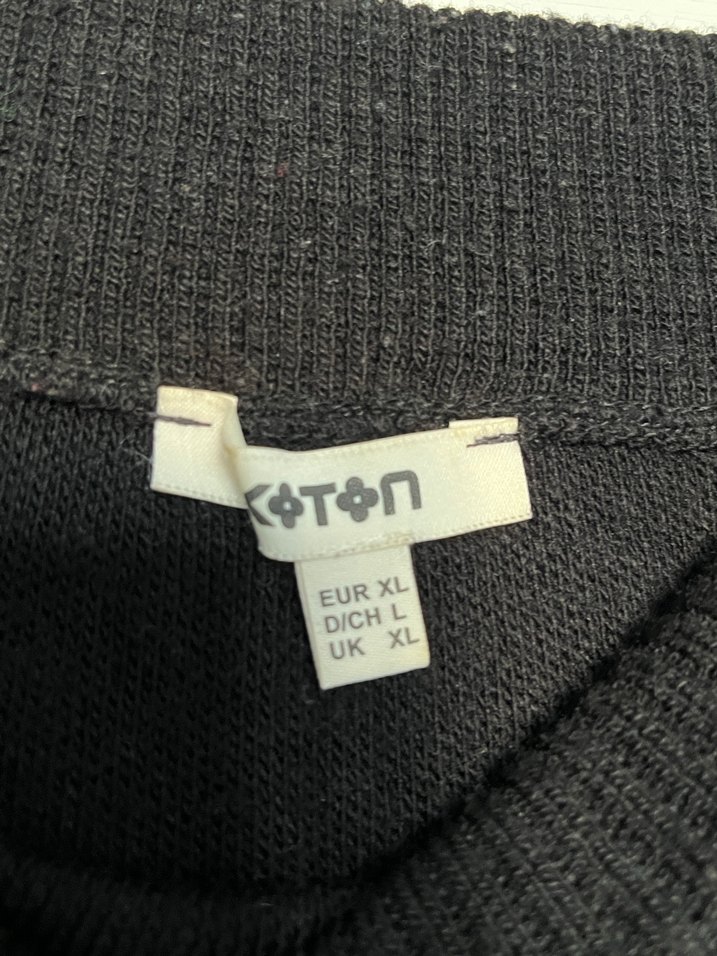 KOTON
EUR XL
D/CH L
UK XL